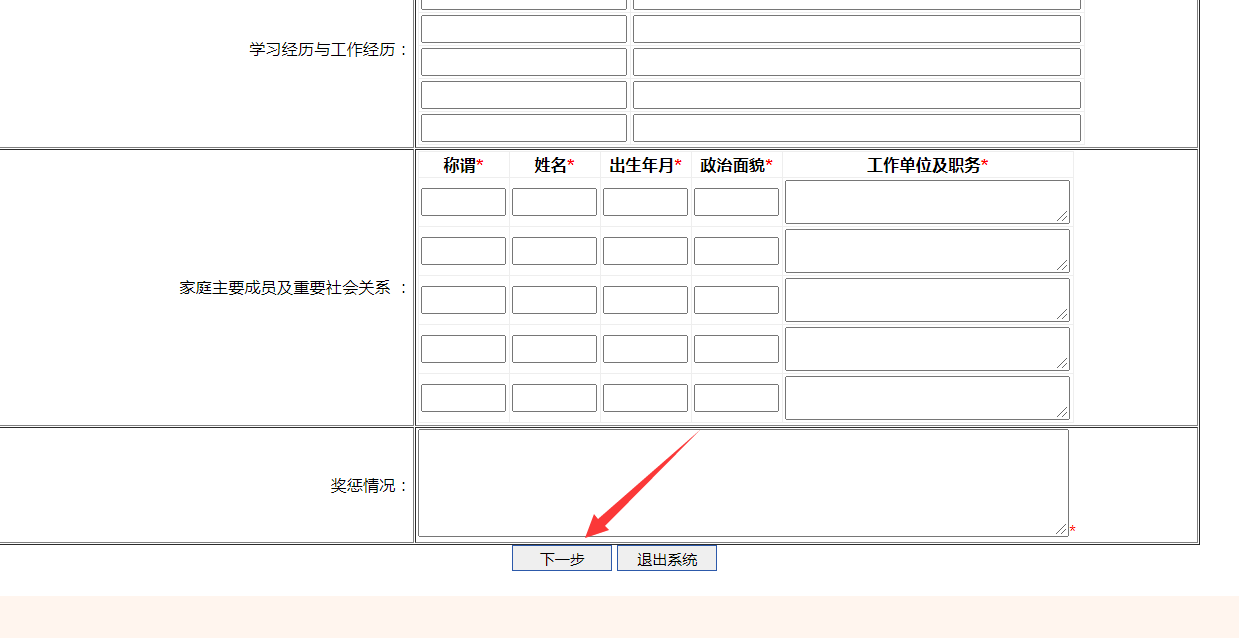 学习经历与工作经历：
称谓* 姓名* 出生年月* 政治面貌* 工作单位及职务*
家庭主要成员及重要社会关系 ：
奖惩情况：
*
下一步 退出系统